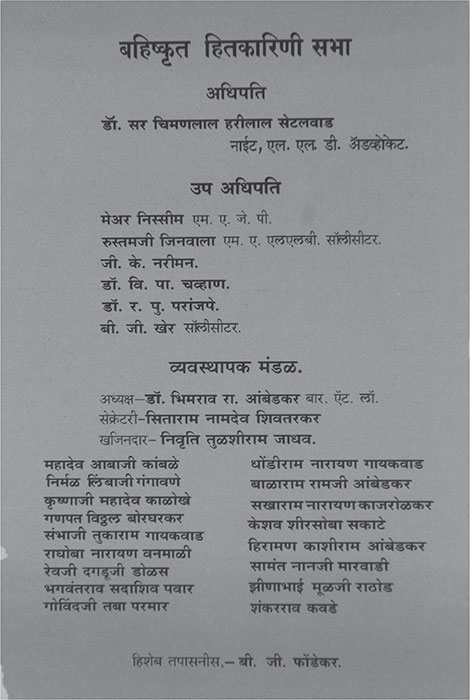 बहिष्कृत हितकारिणी सभा
अधिपति
डॉ. सर चिमणलाल हरीलाल सेटलवाड
नाईट, एल. एल. डी. ॲडव्होकेट.
उप अधिपति
मेअर निस्सीम एम. ए. जे. पी.
रुस्तमजी जिनवाला एम. ए. एलएलबी. सॉलीसीटर.
जी. के. नरीमन.
डॉ. वि. पा. चव्हाण.
डॉ. र. पु. परांजपे.
बी. जी. खेर सॉलीसीटर.
व्यवस्थापक मंडळ.
अध्यक्ष–डॉ. भिमराव रा. आंबेडकर बार. ऍट. लॉ.
सेक्रेटरी–सिताराम नामदेव शिवतरकर
खजिनदार– निवृति तुळशीराम जाधव.
महादेव आबाजी कांबळे
निर्मळ लिंबाजी गंगावणे
कृष्णाजी महादेव काळोखे
गणपत विठ्ठल बोरघरकर
संभाजी तुकाराम गायकवाड
राघोबा नारायण वनमाळी
रेवजी दगडूजी डोळस
भगवंतराव सदाशिव पवार
गोविंदजी तबा परमार
धोंडीराम नारायण गायकवाड
बाळाराम रामजी आंबेडकर
सखाराम नारायण काजरोळकर
केशव शीरसोबा सकाटे
हिरामण काशीराम आंबेडकर
सामंत नानजी मारवाडी
झीणाभाई मूळजी राठोड
शंकरराव कवडे
हिशेब तपासनीस,– बी. जी. फोंडेकर.